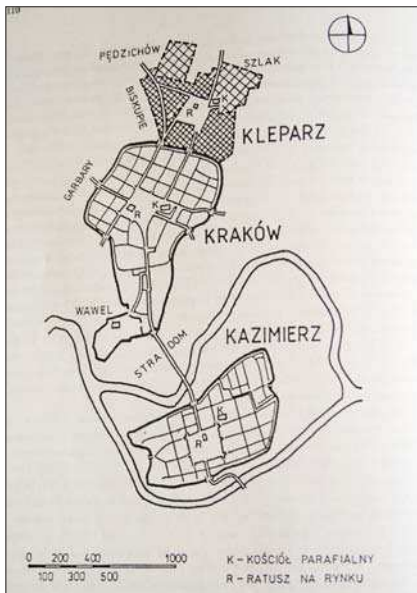 PĘDZICHÓW
SZLAK
BISKUPIE
R
KLEPARZ
GARBARY
K
R
KRAKÓW
WAWEL
KAZIMIERZ
STRADOM
K
R
0 200 400 1000
100 300 500
K – KOŚCIÓŁ PARAFIALNY
R – RATUSZ NA RYNKU